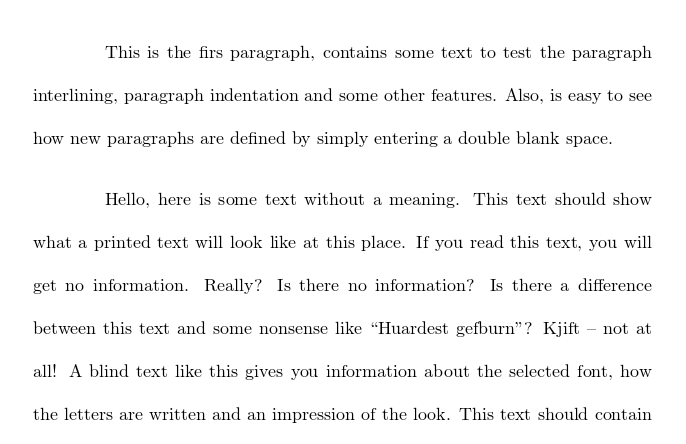 This is the firs paragraph, contains some text to test the paragraph
interlining, paragraph indentation and some other features. Also, is easy to see
how new paragraphs are defined by simply entering a double blank space.
Hello, here is some text without a meaning. This text should show
what a printed text will look like at this place. If you read this text, you will
get no information. Really? Is there no information? Is there a difference
between this text and some nonsense like “Huardest gefburn”? Kjift – not at
all! A blind text like this gives you information about the selected font, how
the letters are written and an impression of the look. This text should contain